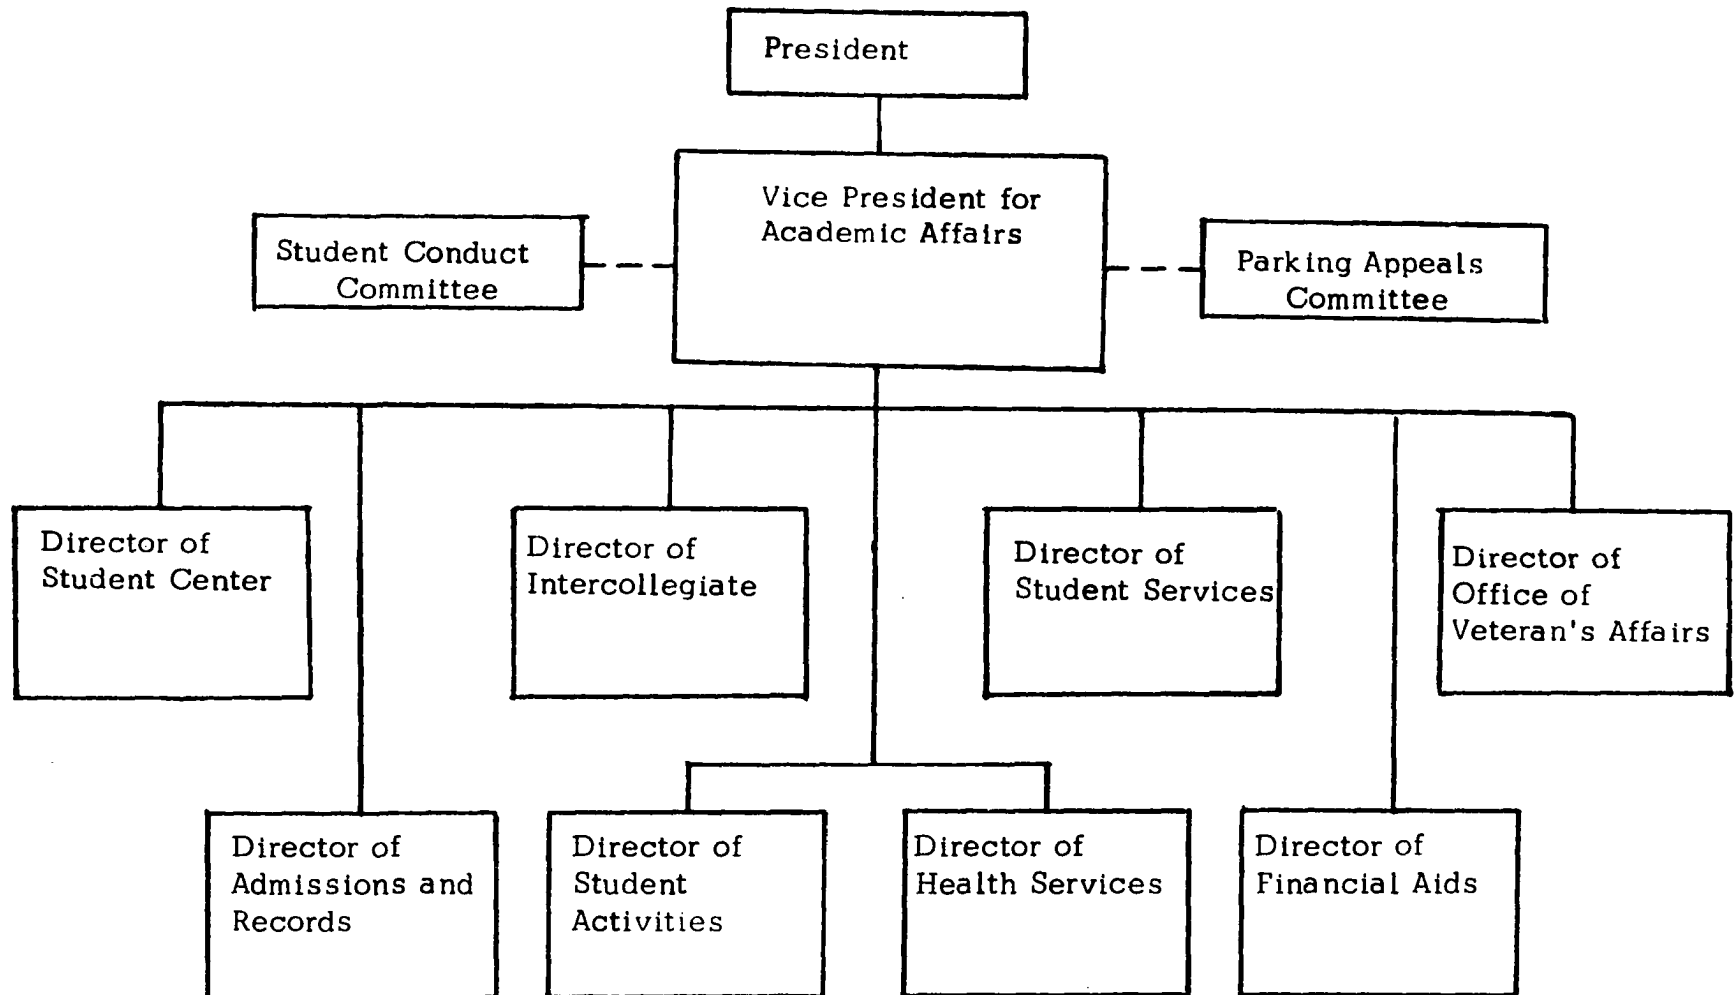 President
Vice President for
Academic Affairs
Student Conduct
Committee
Parking Appeals
Committee
Director of
Student Center
Director of
Intercollegiate
Director of
Student Services
Director of
Office of
Veteran's Affairs
Director of
Admissions and
Records
Director of
Student
Activities
Director of
Health Services
Director of
Financial Aids